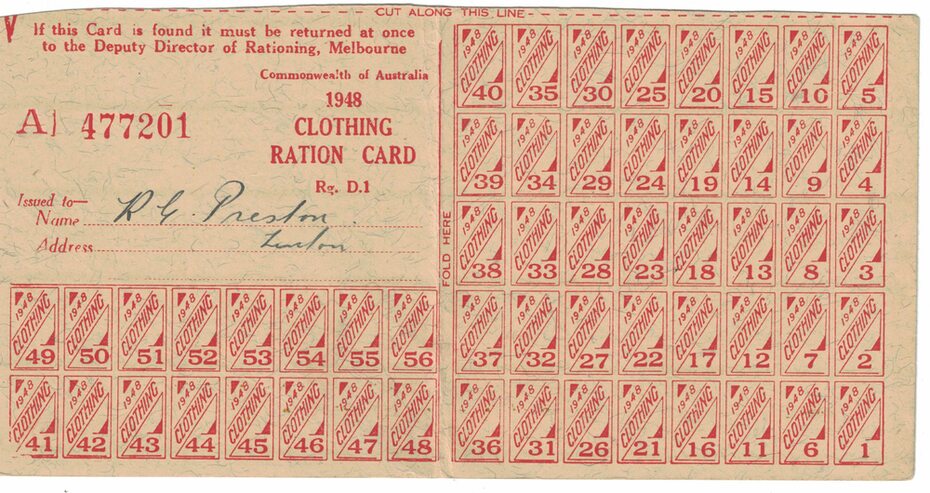 CUT ALONG THIS LINE
If this Card is found it must be returned at once
to the Deputy Director of Rationing, Melbourne
Commonwealth of Australia
1948
A 477201
CLOTHING
RATION CARD
Rg. D.1
Issued to—
Name R G. Preston
Address Linton
FOLD HERE
1948 CLOTHING 40
1948 CLOTHING 35
1948 CLOTHING 30
1948 CLOTHING 25
1948 CLOTHING 20
1948 CLOTHING 15
1948 CLOTHING 10
1948 CLOTHING 5
1948 CLOTHING 39
1948 CLOTHING 34
1948 CLOTHING 29
1948 CLOTHING 24
1948 CLOTHING 19
1948 CLOTHING 14
1948 CLOTHING 9
1948 CLOTHING 4
1948 CLOTHING 38
1948 CLOTHING 33
1948 CLOTHING 28
1948 CLOTHING 23
1948 CLOTHING 18
1948 CLOTHING 13
1948 CLOTHING 8
1948 CLOTHING 3
1948 CLOTHING 49
1948 CLOTHING 50
1948 CLOTHING 51
1948 CLOTHING 52
1948 CLOTHING 53
1948 CLOTHING 54
1948 CLOTHING 55
1948 CLOTHING 56
1948 CLOTHING 37
1948 CLOTHING 32
1948 CLOTHING 27
1948 CLOTHING 22
1948 CLOTHING 17
1948 CLOTHING 12
1948 CLOTHING 7
1948 CLOTHING 2
1948 CLOTHING 41
1948 CLOTHING 42
1948 CLOTHING 43
1948 CLOTHING 44
1948 CLOTHING 45
1948 CLOTHING 46
1948 CLOTHING 47
1948 CLOTHING 48
1948 CLOTHING 36
1948 CLOTHING 31
1948 CLOTHING 26
1948 CLOTHING 21
1948 CLOTHING 16
1948 CLOTHING 11
1948 CLOTHING 6
1948 CLOTHING 1